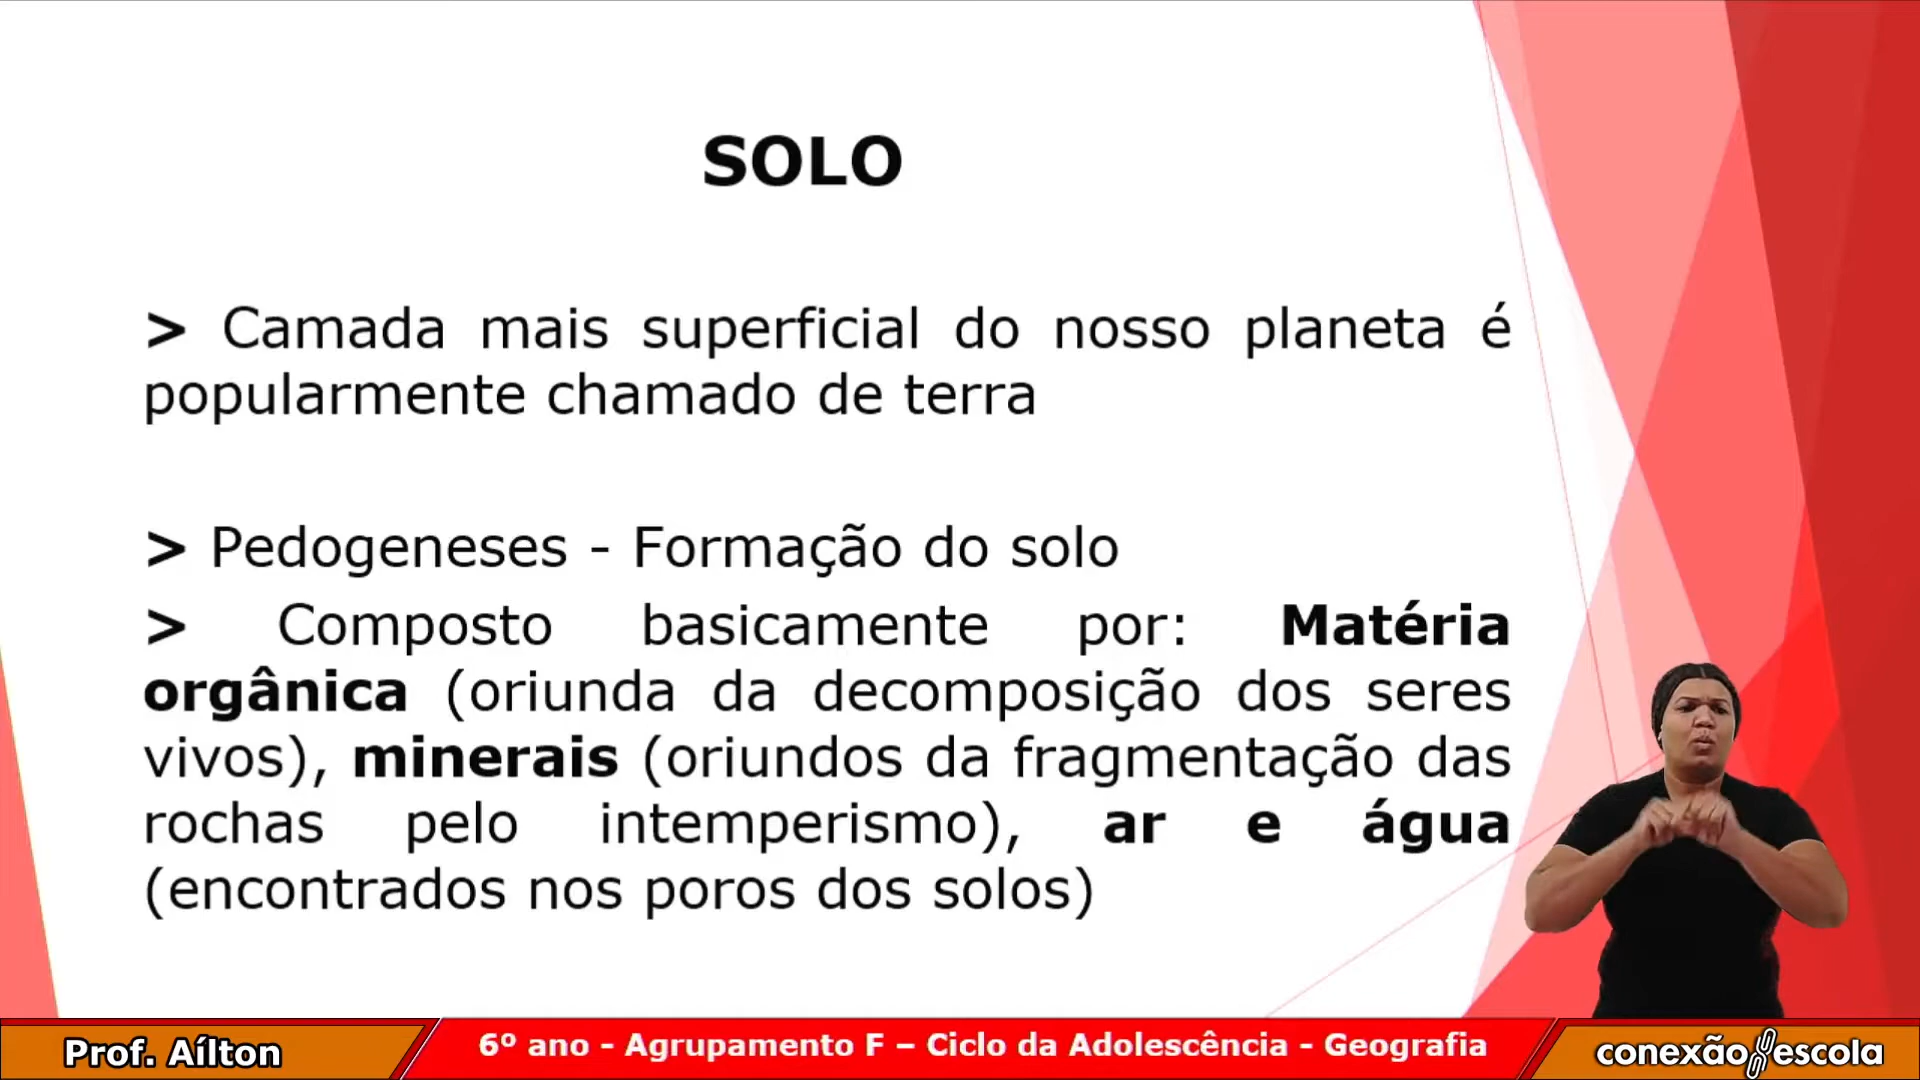 SOLO
> Camada mais superficial do nosso planeta é
popularmente chamado de terra
> Pedogeneses - Formação do solo
> Composto basicamente por: Matéria
orgânica (oriunda da decomposição dos seres
vivos), minerais (oriundos da fragmentação das
rochas pelo intemperismo), ar e água
(encontrados nos poros dos solos)
Prof. Aílton
6º ano - Agrupamento F – Ciclo da Adolescência - Geografia
conexão escola